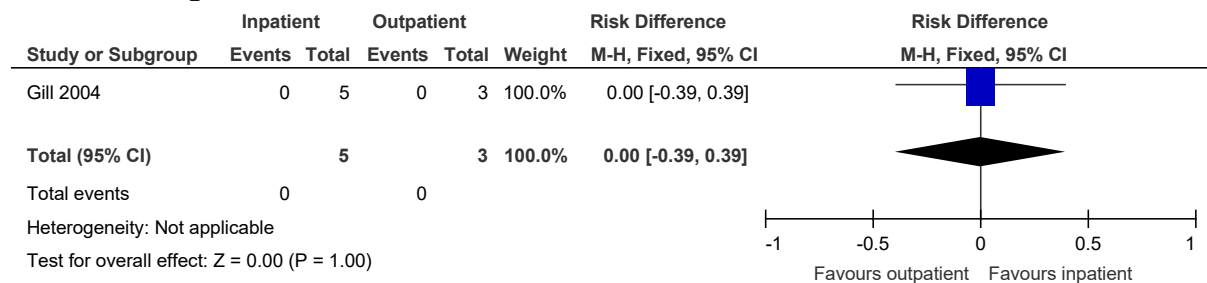 Inpatient Outpatient Risk Difference Risk Difference
Study or Subgroup Events Total Events Total Weight M-H, Fixed, 95% CI M-H, Fixed, 95% CI
Gill 2004 0 5 0 3 100.0% 0.00 [-0.39, 0.39]
Total (95% CI) 5 3 100.0% 0.00 [-0.39, 0.39]
Total events 0 0
Heterogeneity: Not applicable
Test for overall effect: Z = 0.00 (P = 1.00)
-1 -0.5 0 0.5 1
Favours outpatient Favours inpatient